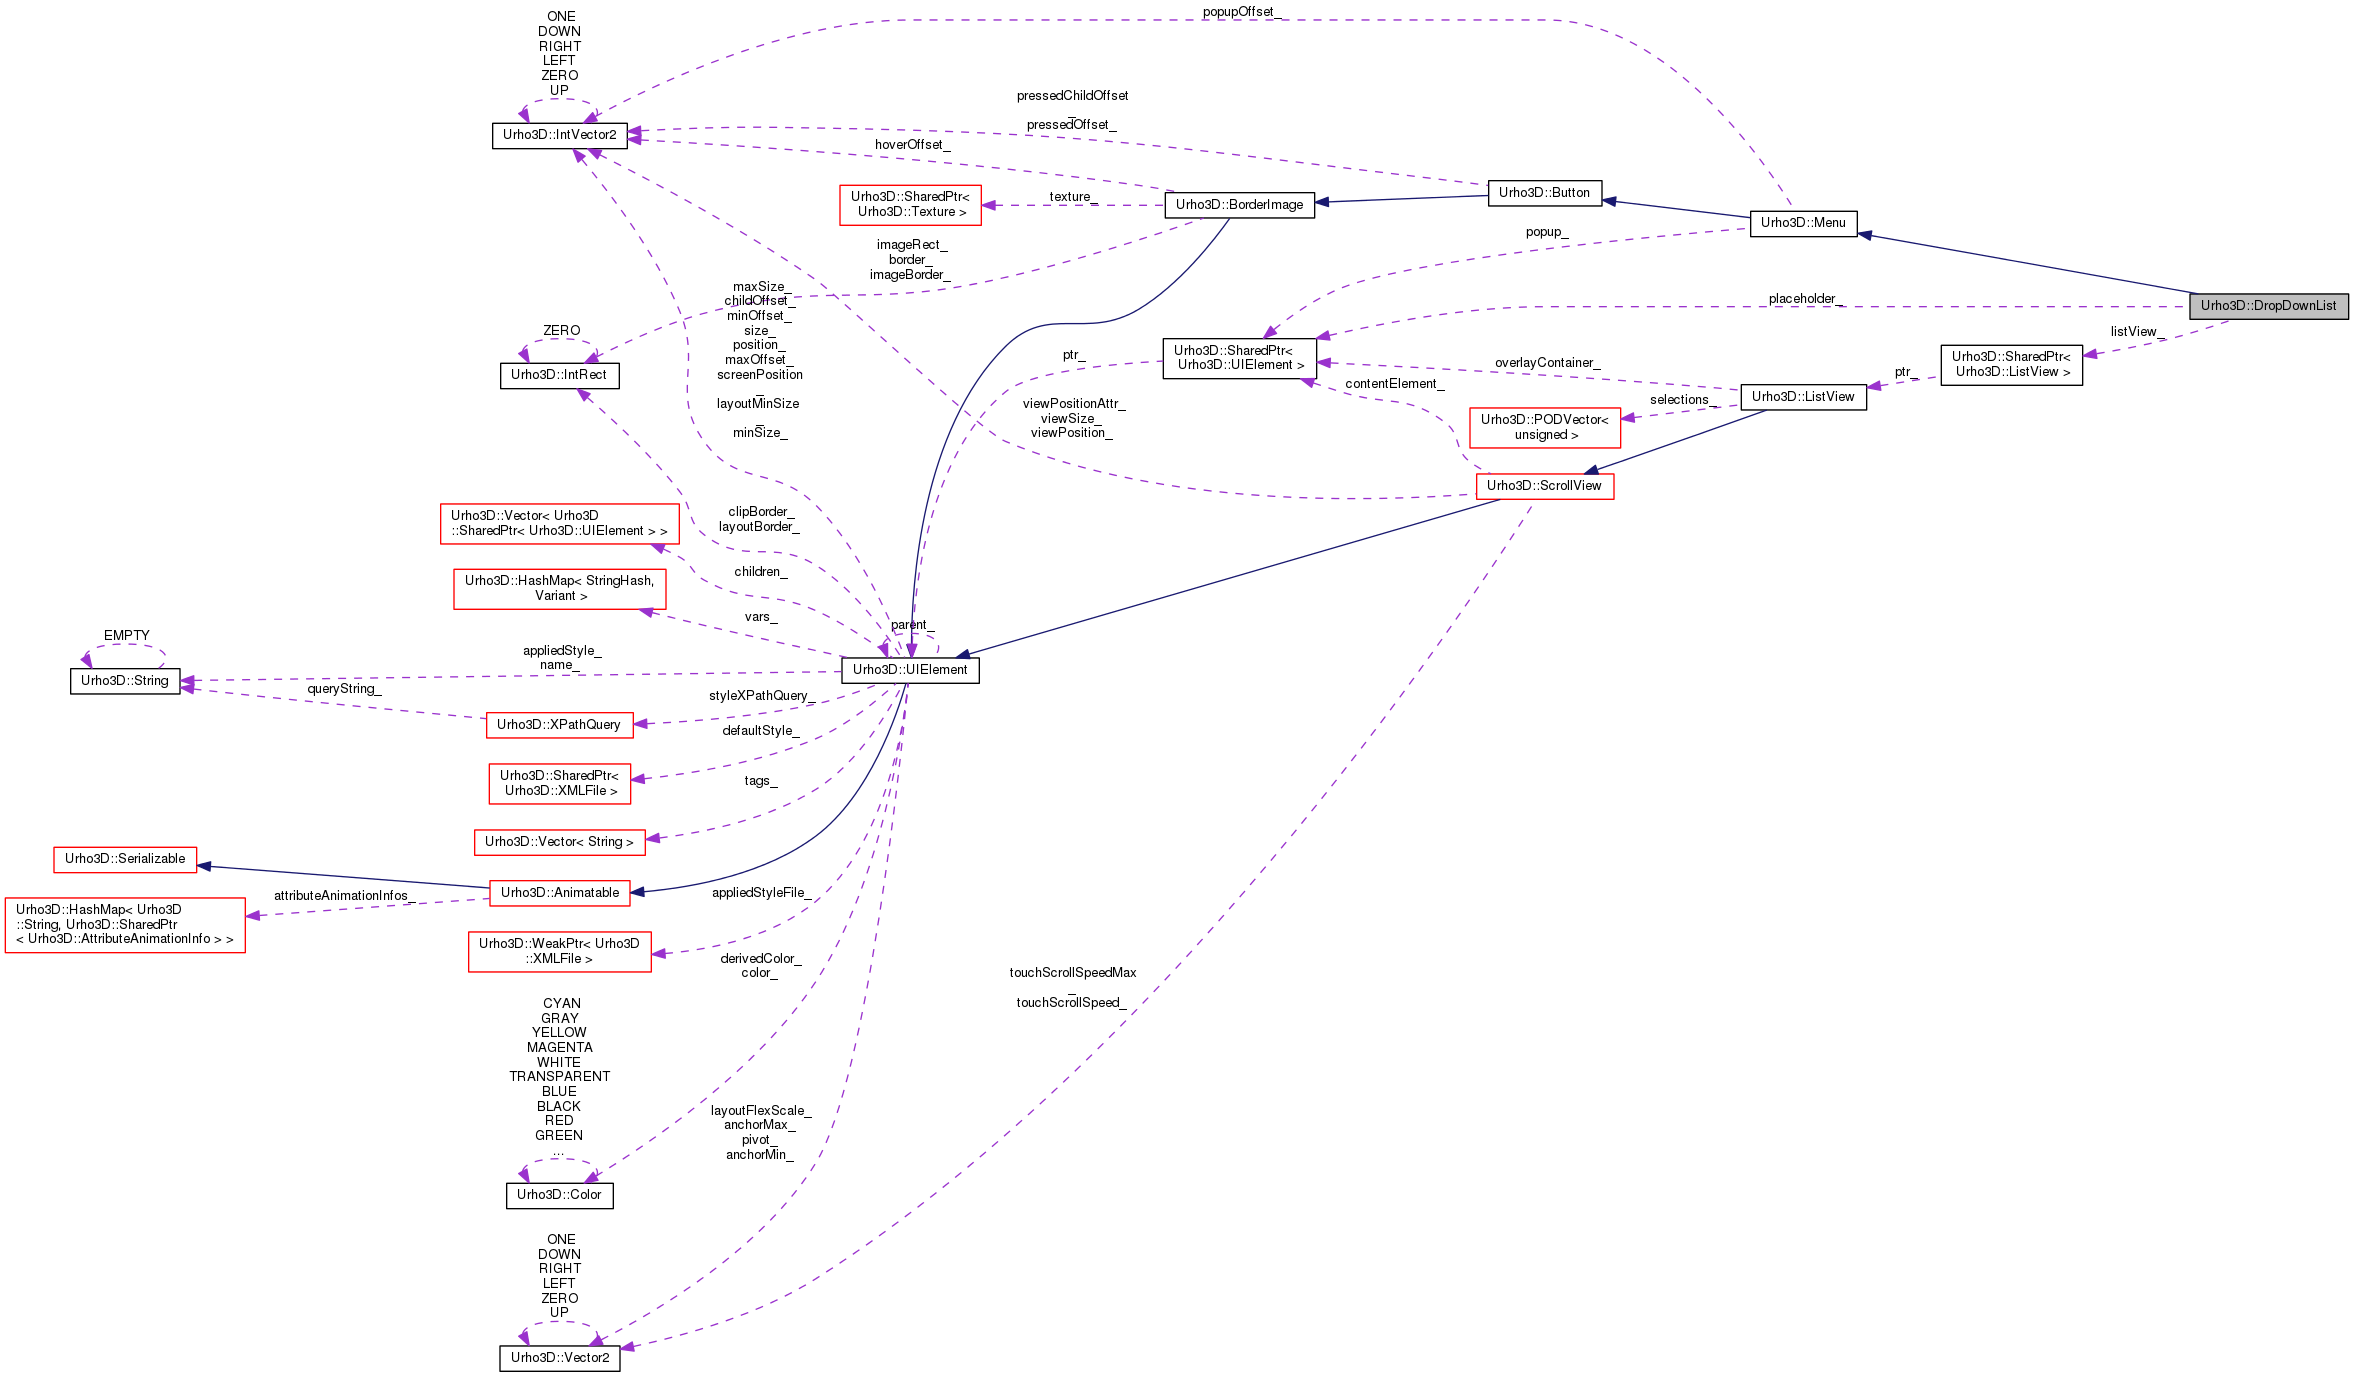 popupOffset_
ONE
DOWN
RIGHT
LEFT
ZERO
UP
pressedChildOffset
_
pressedOffset_
Urho3D::IntVector2
hoverOffset_
Urho3D::SharedPtr<
Urho3D::Texture >
texture_
Urho3D::BorderImage
Urho3D::Button
Urho3D::Menu
popup_
imageRect_
border_
imageBorder_
maxSize_
childOffset_
minOffset_
size_
position_
maxOffset_
screenPosition
_
layoutMinSize
_
minSize_
placeholder_
Urho3D::DropDownList
listView_
ZERO
Urho3D::IntRect
ptr_
Urho3D::SharedPtr<
Urho3D::UIElement >
overlayContainer_
contentElement_
Urho3D::SharedPtr<
Urho3D::ListView >
ptr_
Urho3D::ListView
selections_
Urho3D::PODVector<
unsigned >
viewPositionAttr_
viewSize_
viewPosition_
Urho3D::ScrollView
Urho3D::Vector< Urho3D
::SharedPtr< Urho3D::UIElement > >
clipBorder_
layoutBorder_
children_
Urho3D::HashMap< StringHash,
Variant >
vars_
parent_
EMPTY
Urho3D::String
appliedStyle_
name_
Urho3D::UIElement
queryString_
styleXPathQuery_
Urho3D::XPathQuery
defaultStyle_
Urho3D::SharedPtr<
Urho3D::XMLFile >
tags_
Urho3D::Vector< String >
Urho3D::Serializable
Urho3D::Animatable
attributeAnimationInfos_
Urho3D::HashMap< Urho3D
::String, Urho3D::SharedPtr
< Urho3D::AttributeAnimationInfo > >
appliedStyleFile_
Urho3D::WeakPtr< Urho3D
::XMLFile >
derivedColor_
color_
touchScrollSpeedMax
_
touchScrollSpeed_
CYAN
GRAY
YELLOW
MAGENTA
WHITE
TRANSPARENT
BLUE
BLACK
RED
GREEN
...
Urho3D::Color
layoutFlexScale_
anchorMax_
pivot_
anchorMin_
ONE
DOWN
RIGHT
LEFT
ZERO
UP
Urho3D::Vector2